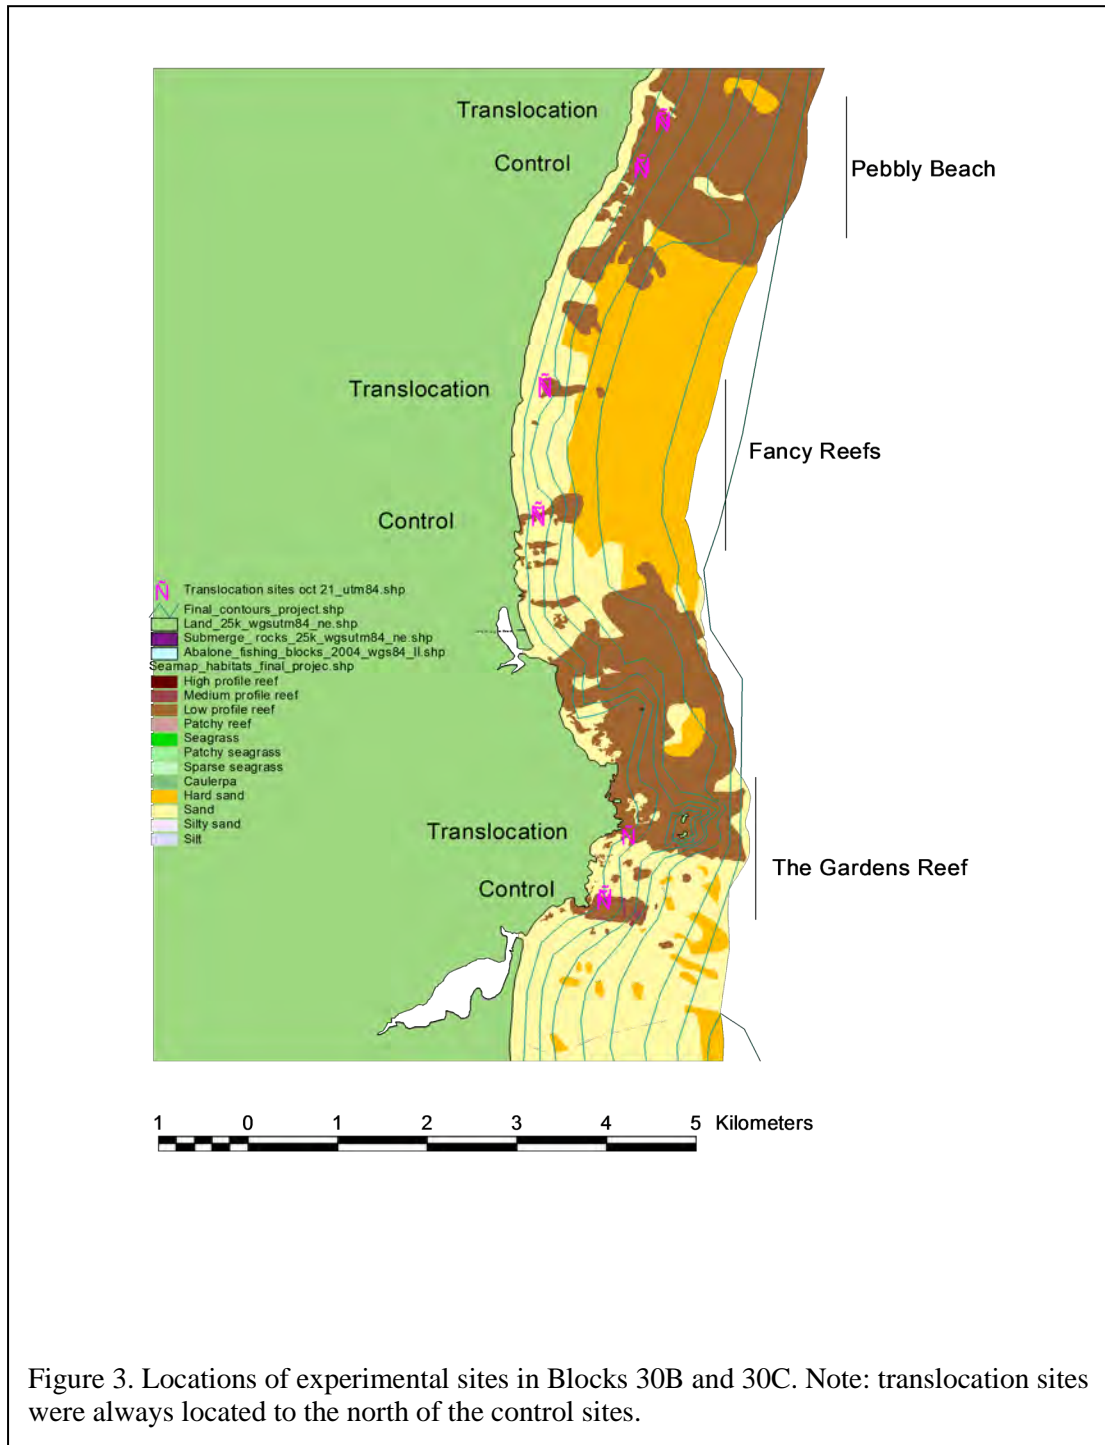 Translocation
Control
Pebbly Beach
Translocation
Fancy Reefs
Control
Ñ Translocation sites oct 21_utm84.shp
Final_contours_project.shp
Land_25k_wgsutm84_ne.shp
Submerge_ rocks_25k_wgsutm84_ne.shp
Abalone_fishing_blocks_2004_wgs84_ll.shp
Seamap_habitats_final_projec.shp
High profile reef
Medium profile reef
Low profile reef
Patchy reef
Seagrass
Patchy seagrass
Sparse seagrass
Caulerpa
Hard sand
Sand
Silty sand
Silt
Translocation
The Gardens Reef
Control
1 0 1 2 3 4 5 Kilometers
Figure 3. Locations of experimental sites in Blocks 30B and 30C. Note: translocation sites
were always located to the north of the control sites.